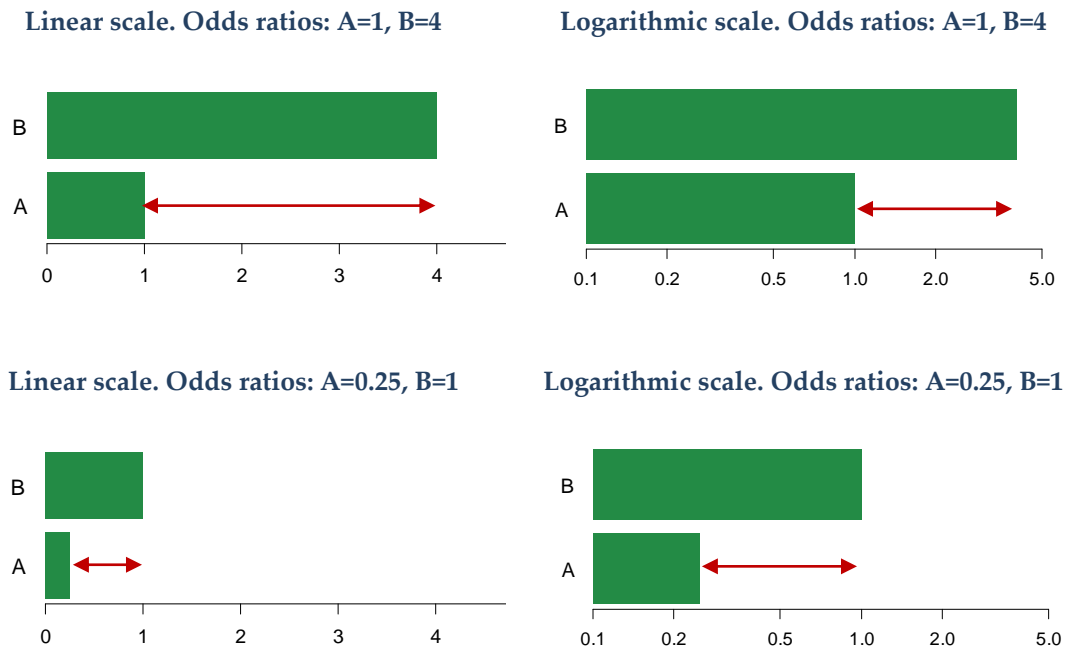 Linear scale. Odds ratios: A=1, B=4
B
A
0 1 2 3 4
Logarithmic scale. Odds ratios: A=1, B=4
B
A
0.1 0.2 0.5 1.0 2.0 5.0
Linear scale. Odds ratios: A=0.25, B=1
B
A
0 1 2 3 4
Logarithmic scale. Odds ratios: A=0.25, B=1
B
A
0.1 0.2 0.5 1.0 2.0 5.0